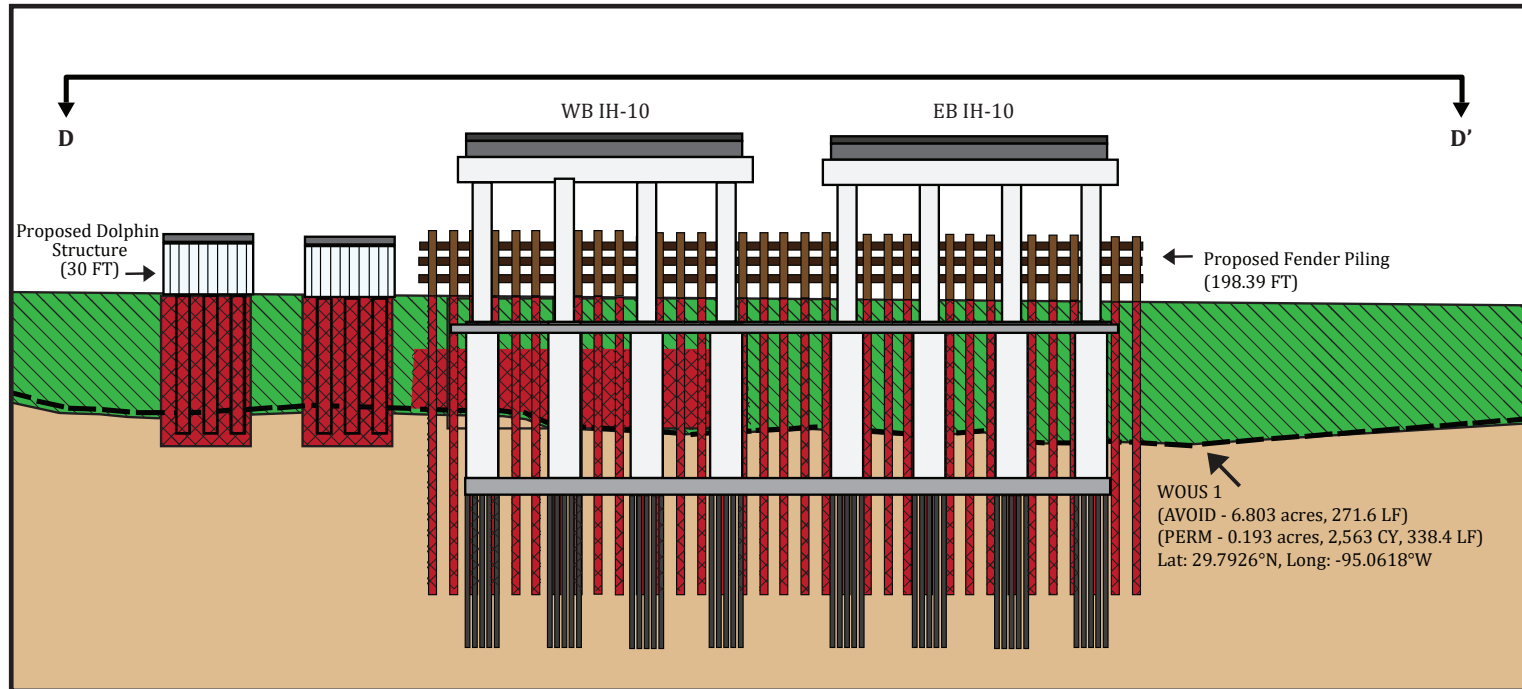 WB IH-10
EB IH-10
D
D’
Proposed Dolphin
Structure
(30 FT)
Proposed Fender Piling
(198.39 FT)
WOUS 1
(AVOID - 6.803 acres, 271.6 LF)
(PERM - 0.193 acres, 2,563 CY, 338.4 LF)
Lat: 29.7926°N, Long: -95.0618°W